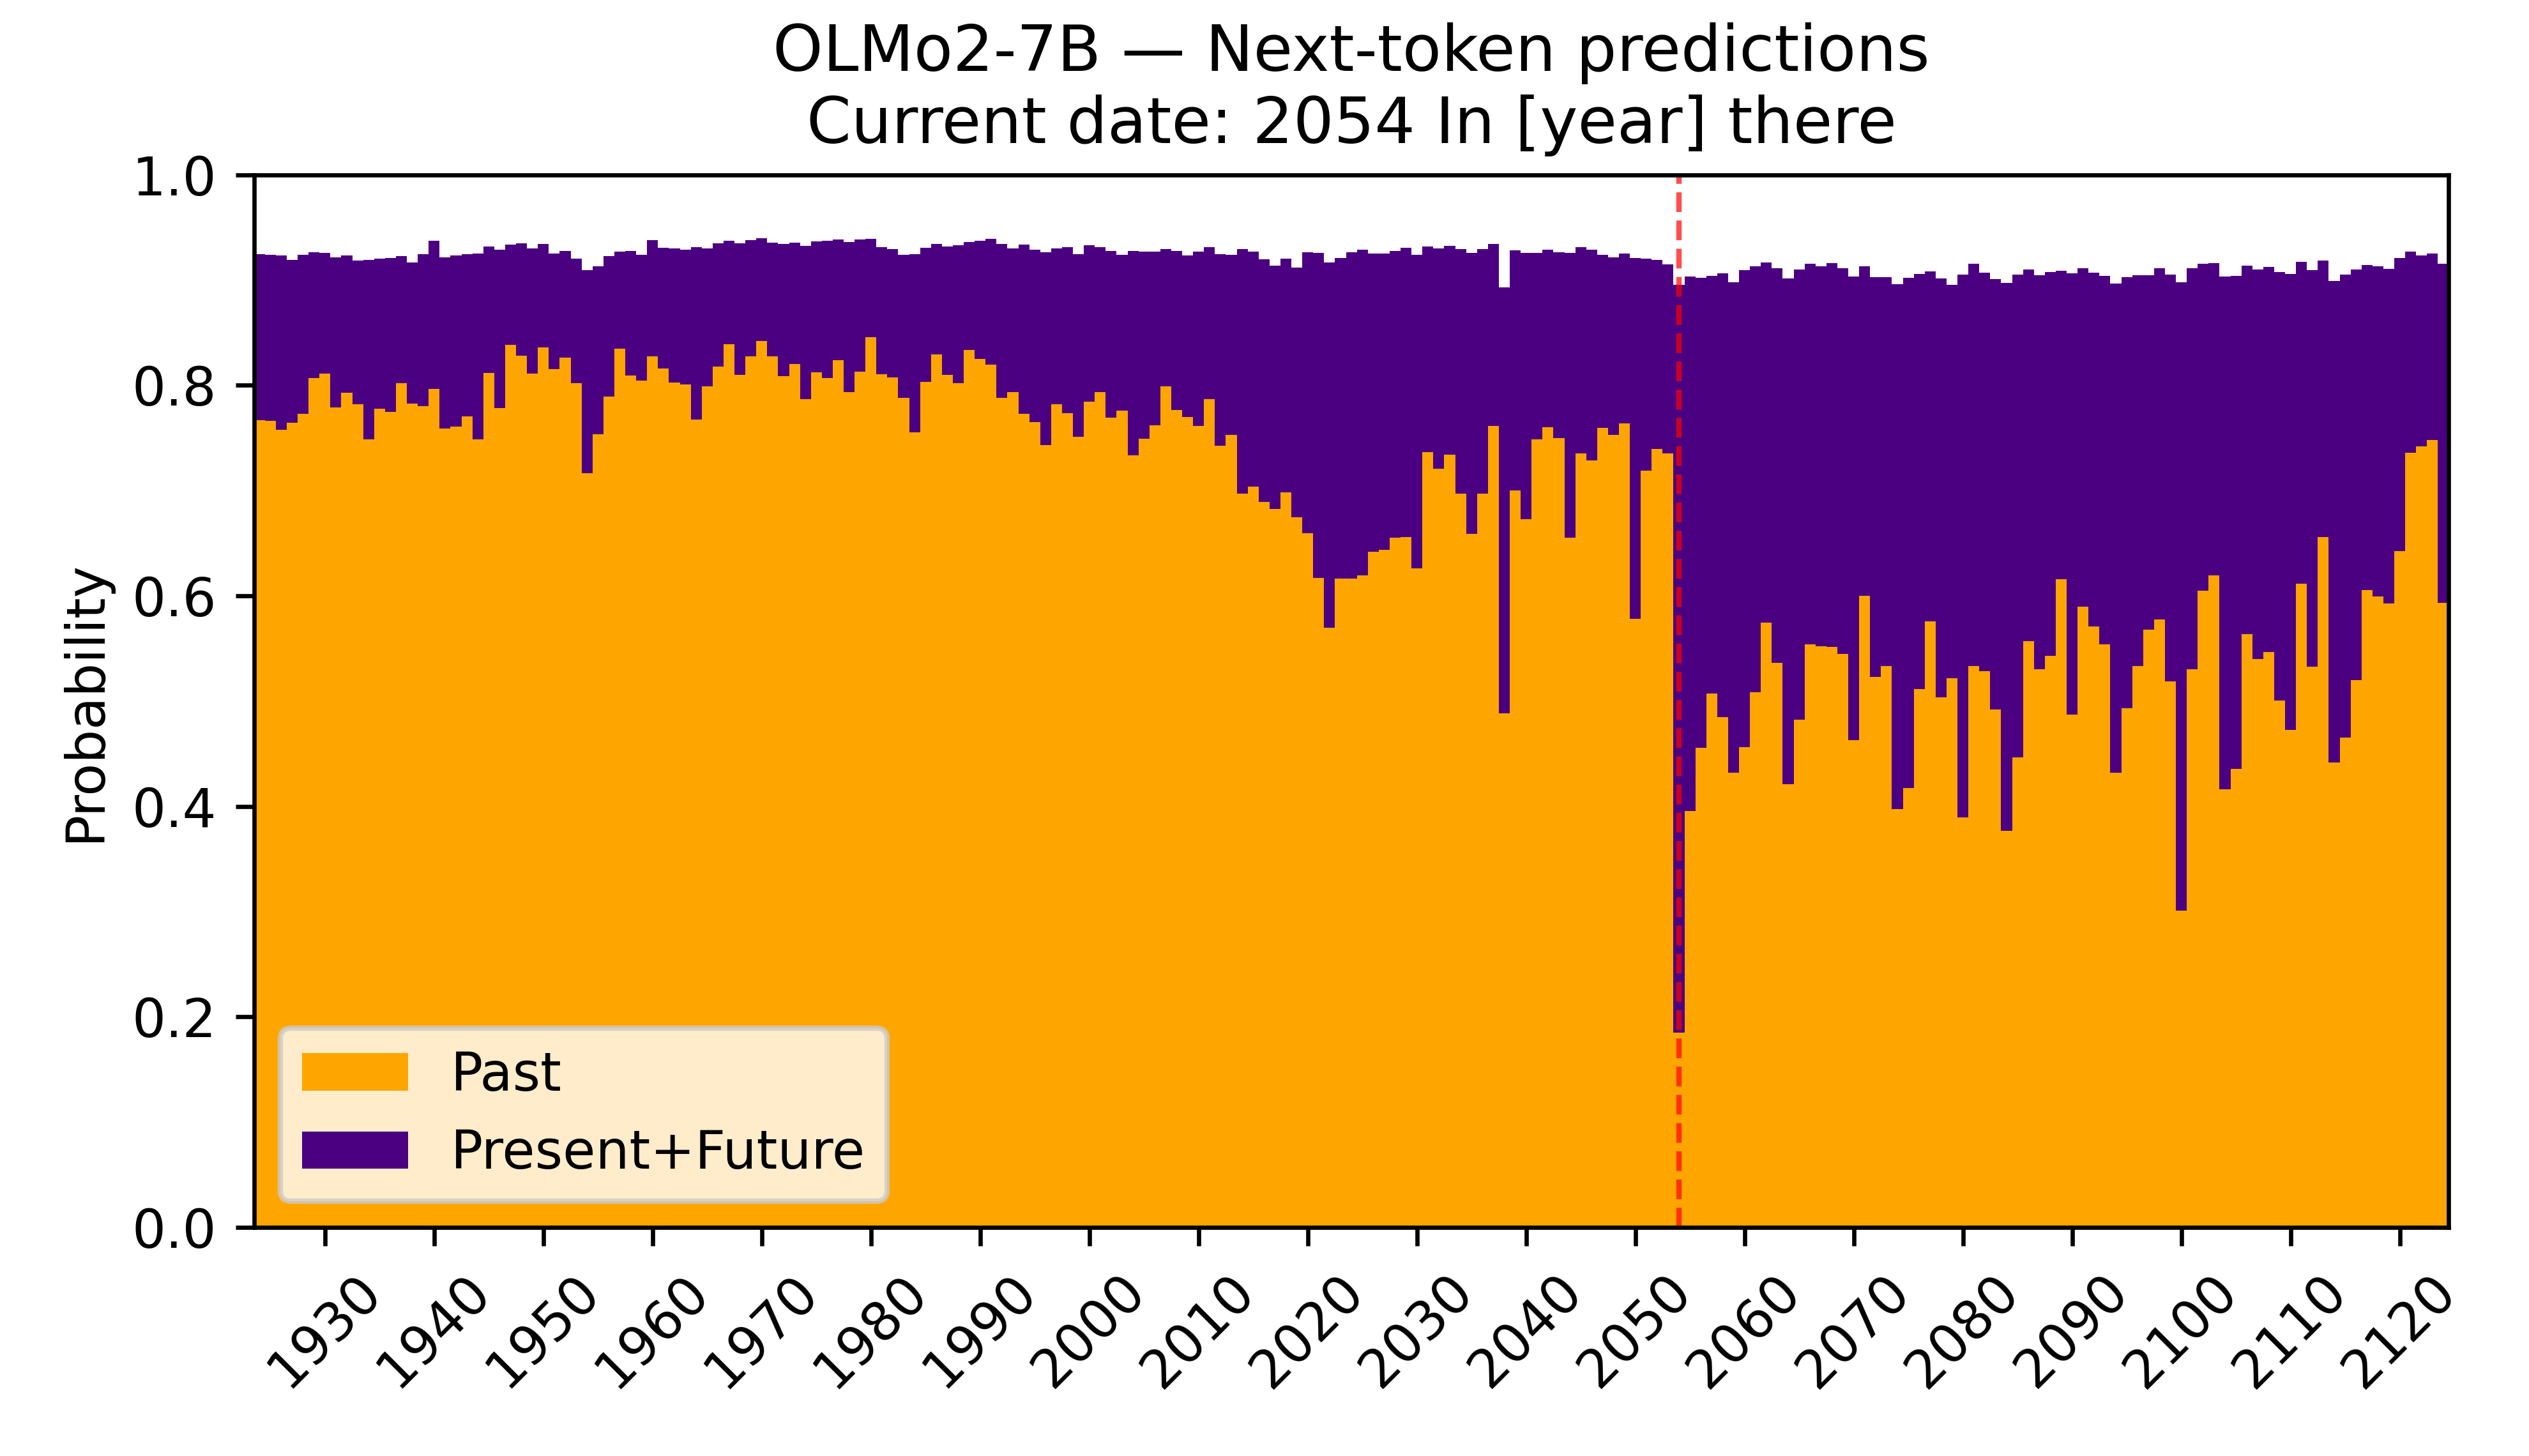 OLMo2-7B — Next-token predictions
Current date: 2054 In [year] there
Probability
1.0
0.8
0.6
0.4
0.2
0.0
Past
Present+Future
1930 1940 1950 1960 1970 1980 1990 2000 2010 2020 2030 2040 2050 2060 2070 2080 2090 2100 2110 2120